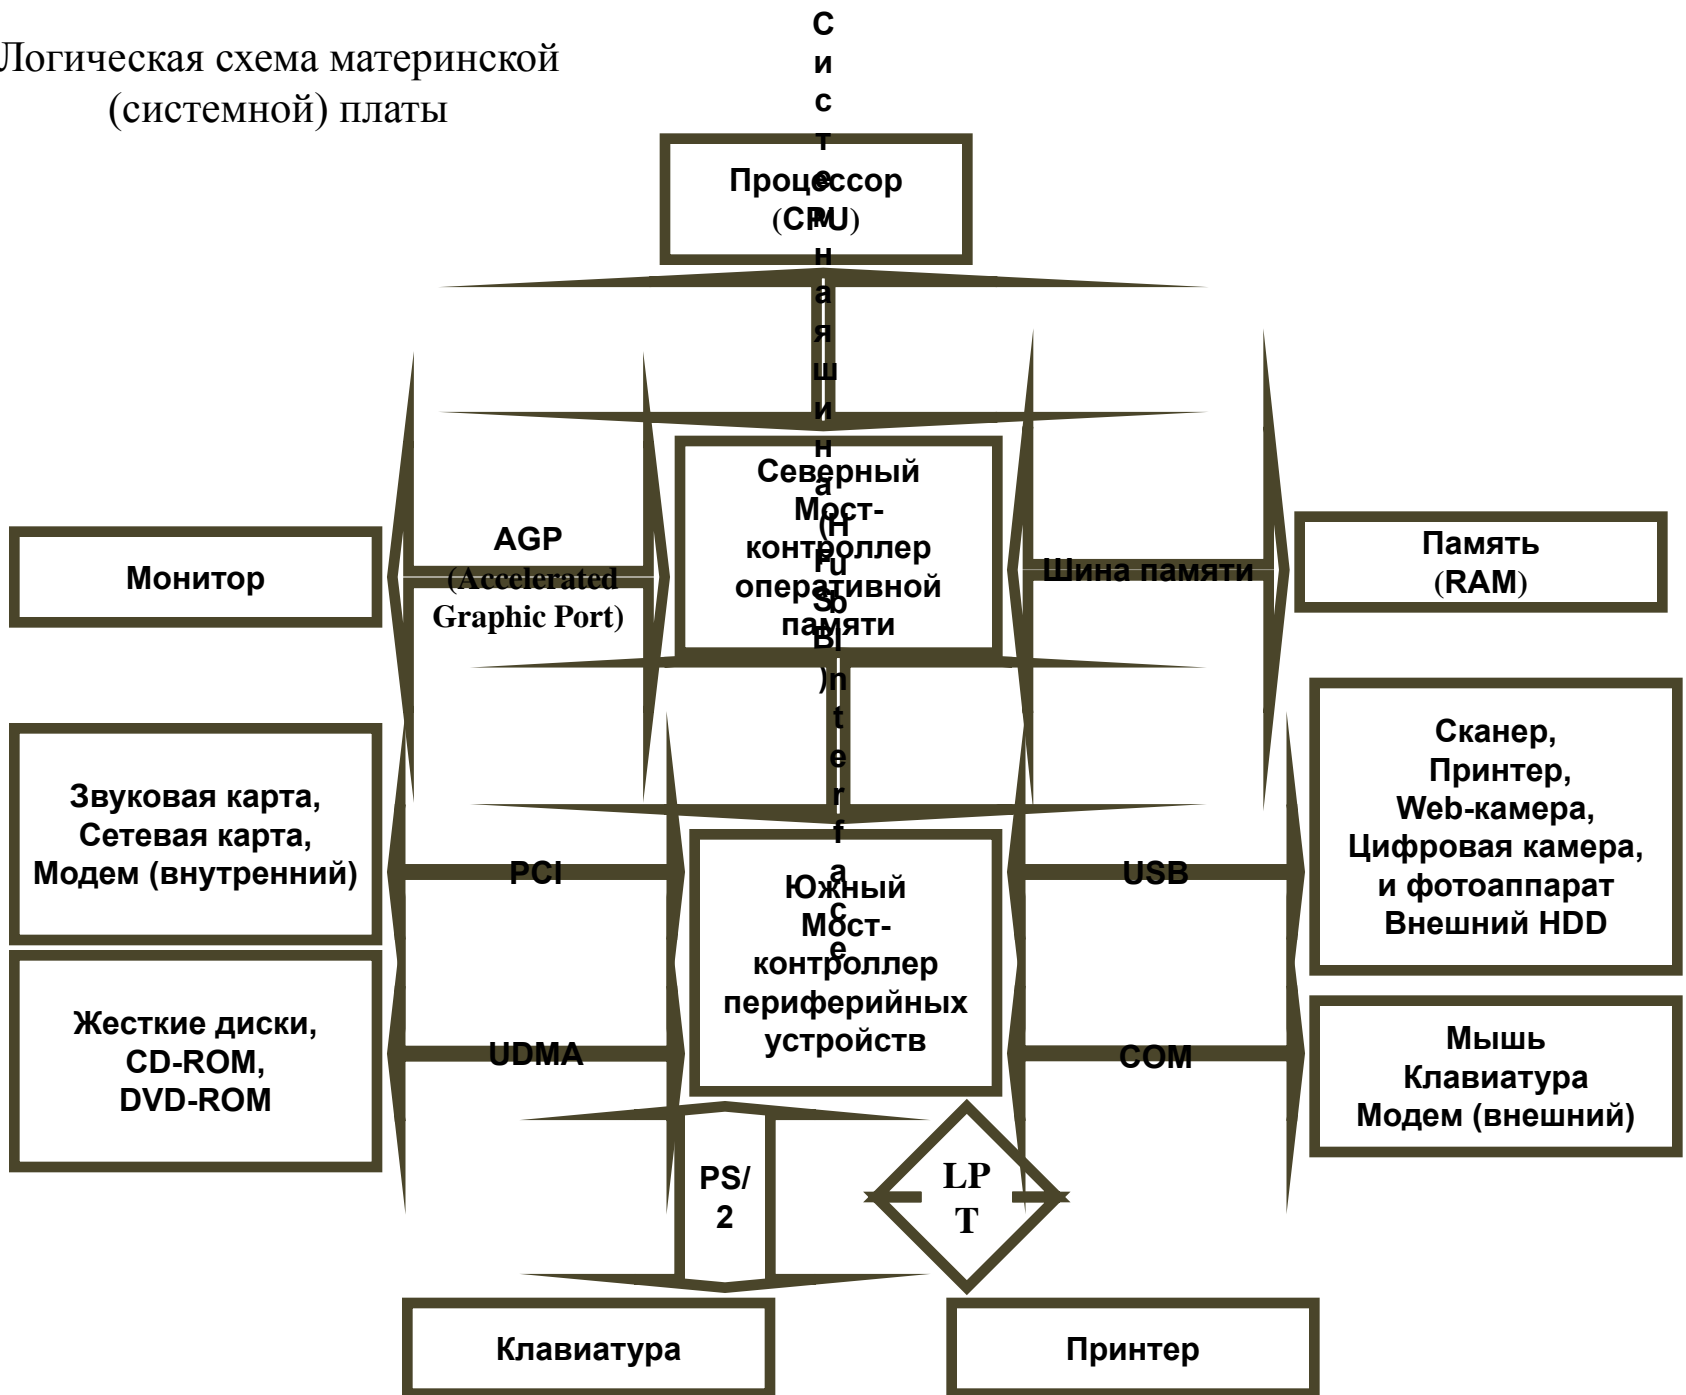 Логическая схема материнской
(системной) платы
Системная шина (FSB)
Процессор
(CPU)
Северный
Мост-
контроллер
оперативной
памяти
AGP
(Accelerated
Graphic Port)
Монитор
Шина памяти
Память
(RAM)
Hub Interface
Звуковая карта,
Сетевая карта,
Модем (внутренний)
PCI
Южный
Мост-
контроллер
периферийных
устройств
USB
Сканер,
Принтер,
Web-камера,
Цифровая камера,
и фотоаппарат
Внешний HDD
Жесткие диски,
CD-ROM,
DVD-ROM
UDMA
COM
Мышь
Клавиатура
Модем (внешний)
PS/
2
LP
T
Клавиатура
Принтер